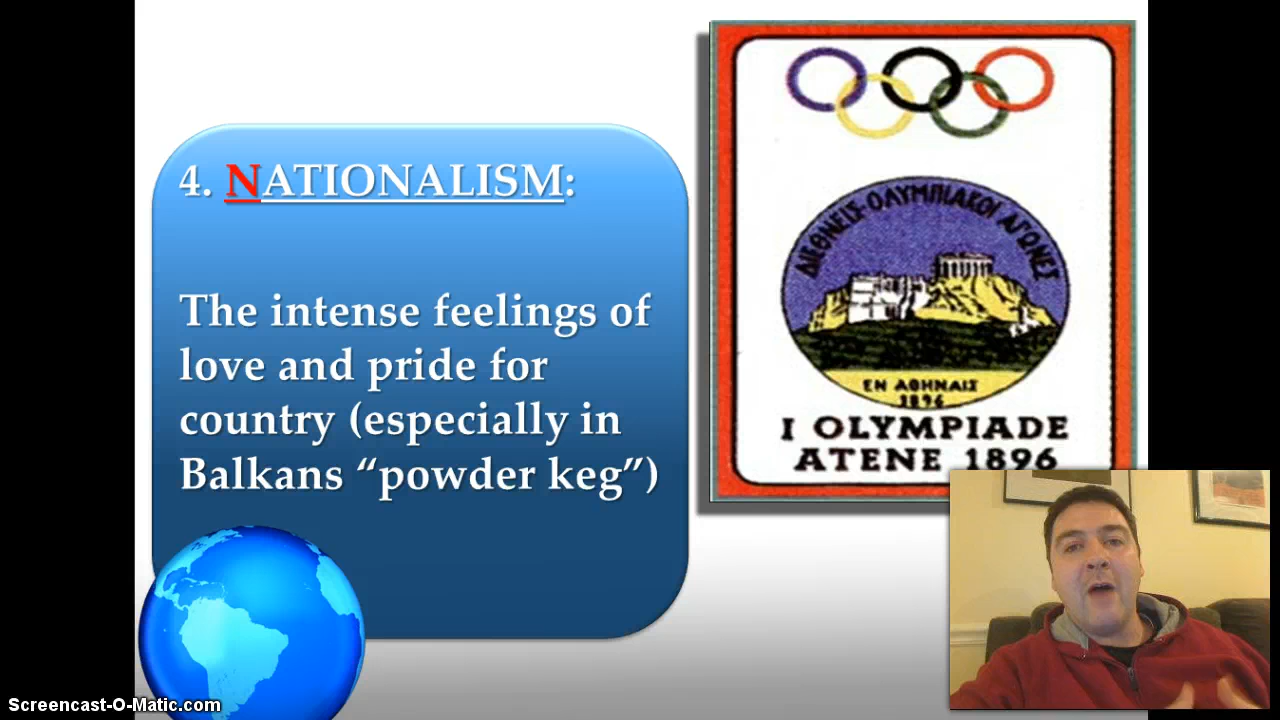 4. NATIONALISM:
The intense feelings of
love and pride for
country (especially in
Balkans “powder keg”)
ΔΙΕΘΝΕΙΣ·ΟΛΥΜΠΙΑΚΟΙ ΑΓΩΝΕΣ
ΕΝ ΑΘΗΝΑΙΣ
1896
I OLYMPIADE
ATENE 1896
Screencast-O-Matic.com